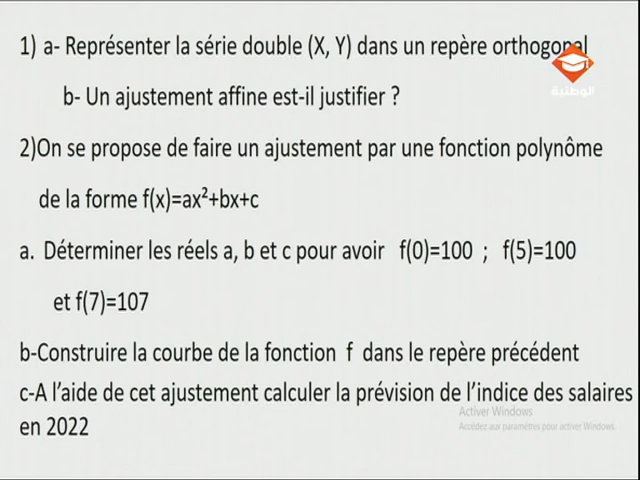 1) a- Représenter la série double (X, Y) dans un repère orthogonal
الوطنية
b- Un ajustement affine est-il justifier ?
2)On se propose de faire un ajustement par une fonction polynôme
de la forme f(x)=ax²+bx+c
a. Déterminer les réels a, b et c pour avoir f(0)=100 ; f(5)=100
et f(7)=107
b-Construire la courbe de la fonction f dans le repère précédent
c-A l’aide de cet ajustement calculer la prévision de l’indice des salaires
en 2022
Activer Windows
Accédez aux paramètres pour activer Windows.